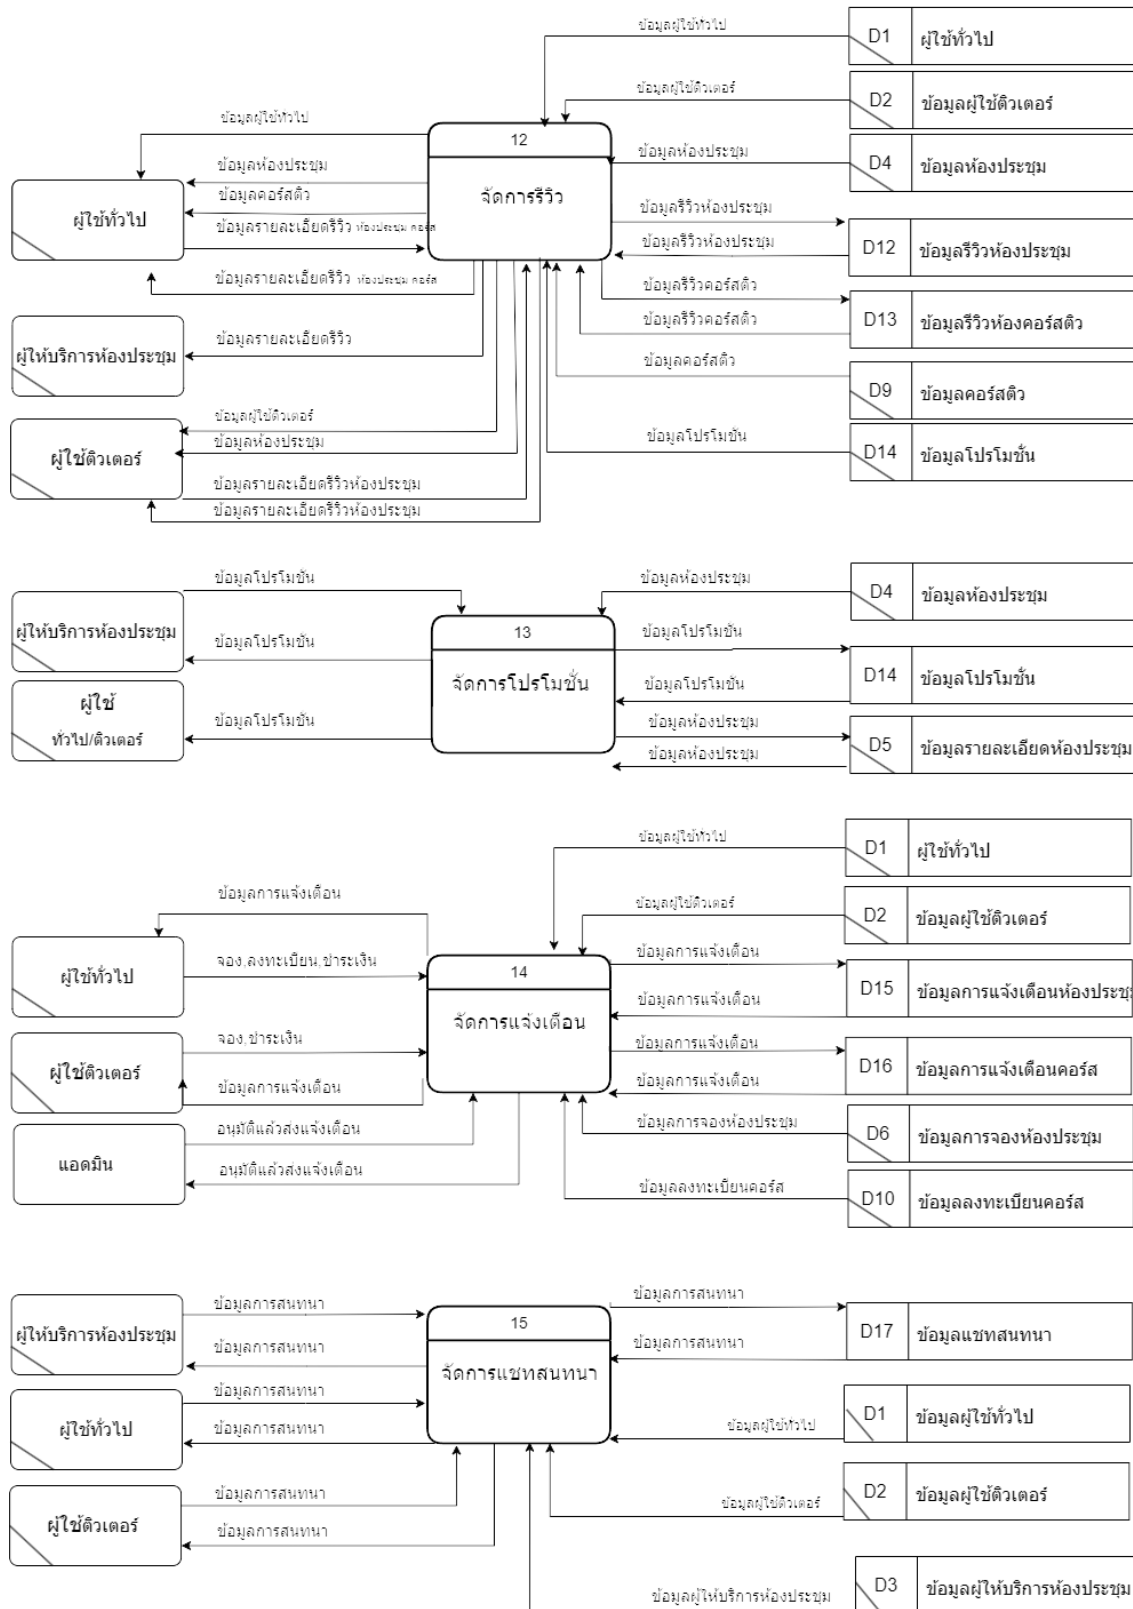 ข้อมูลผู้ใช้ทั่วไป
D1 ผู้ใช้ทั่วไป
ข้อมูลผู้ใช้ติวเตอร์
D2 ข้อมูลผู้ใช้ติวเตอร์
ข้อมูลผู้ใช้ทั่วไป
12
ข้อมูลห้องประชุม
ข้อมูลห้องประชุม
D4 ข้อมูลห้องประชุม
ผู้ใช้ทั่วไป
ข้อมูลคอร์สติว
จัดการรีวิว
ข้อมูลรีวิวห้องประชุม
ข้อมูลรายละเอียดรีวิว ห้องประชุม คอร์ส
ข้อมูลรีวิวห้องประชุม
D12 ข้อมูลรีวิวห้องประชุม
ข้อมูลรายละเอียดรีวิว ห้องประชุม คอร์ส
ข้อมูลรีวิวคอร์สติว
ข้อมูลรีวิวคอร์สติว
D13 ข้อมูลรีวิวห้องคอร์สติว
ผู้ให้บริการห้องประชุม
ข้อมูลรายละเอียดรีวิว
ข้อมูลคอร์สติว
D9 ข้อมูลคอร์สติว
ข้อมูลผู้ใช้ติวเตอร์
ข้อมูลห้องประชุม
ผู้ใช้ติวเตอร์
ข้อมูลโปรโมชัน
D14 ข้อมูลโปรโมชั่น
ข้อมูลรายละเอียดรีวิวห้องประชุม
ข้อมูลรายละเอียดรีวิวห้องประชุม
ข้อมูลโปรโมชัน
ข้อมูลห้องประชุม
D4 ข้อมูลห้องประชุม
ผู้ให้บริการห้องประชุม
13
ข้อมูลโปรโมชัน
ข้อมูลโปรโมชัน
จัดการโปรโมชั่น
ข้อมูลโปรโมชัน
D14 ข้อมูลโปรโมชั่น
ผู้ใช้
ทั่วไป/ติวเตอร์
ข้อมูลโปรโมชัน
ข้อมูลห้องประชุม
ข้อมูลห้องประชุม
D5 ข้อมูลรายละเอียดห้องประชุม
ข้อมูลผู้ใช้ทั่วไป
D1 ผู้ใช้ทั่วไป
ข้อมูลการแจ้งเตือน
ข้อมูลผู้ใช้ติวเตอร์
D2 ข้อมูลผู้ใช้ติวเตอร์
ผู้ใช้ทั่วไป
จอง,ลงทะเบียน,ชำระเงิน
14
ข้อมูลการแจ้งเตือน
ข้อมูลการแจ้งเตือน
D15 ข้อมูลการแจ้งเตือนห้องประชุ
จัดการแจ้งเตือน
จอง,ชำระเงิน
ผู้ใช้ติวเตอร์
ข้อมูลการแจ้งเตือน
ข้อมูลการแจ้งเตือน
ข้อมูลการแจ้งเตือน
D16 ข้อมูลการแจ้งเตือนคอร์ส
อนุมัติแล้วส่งแจ้งเตือน
แอดมิน
อนุมัติแล้วส่งแจ้งเตือน
ข้อมูลการจองห้องประชุม
D6 ข้อมูลการจองห้องประชุม
ข้อมูลลงทะเบียนคอร์ส
D10 ข้อมูลลงทะเบียนคอร์ส
ข้อมูลการสนทนา
ข้อมูลการสนทนา
ผู้ให้บริการห้องประชุม
15
ข้อมูลการสนทนา
ข้อมูลการสนทนา
D17 ข้อมูลแชทสนทนา
จัดการแชทสนทนา
ข้อมูลการสนทนา
ผู้ใช้ทั่วไป
ข้อมูลการสนทนา
ข้อมูลผู้ใช้ทั่วไป
D1 ข้อมูลผู้ใช้ทั่วไป
ข้อมูลการสนทนา
ผู้ใช้ติวเตอร์
ข้อมูลการสนทนา
ข้อมูลผู้ใช้ติวเตอร์
D2 ข้อมูลผู้ใช้ติวเตอร์
ข้อมูลผู้ให้บริการห้องประชุม
D3 ข้อมูลผู้ให้บริการห้องประชุม